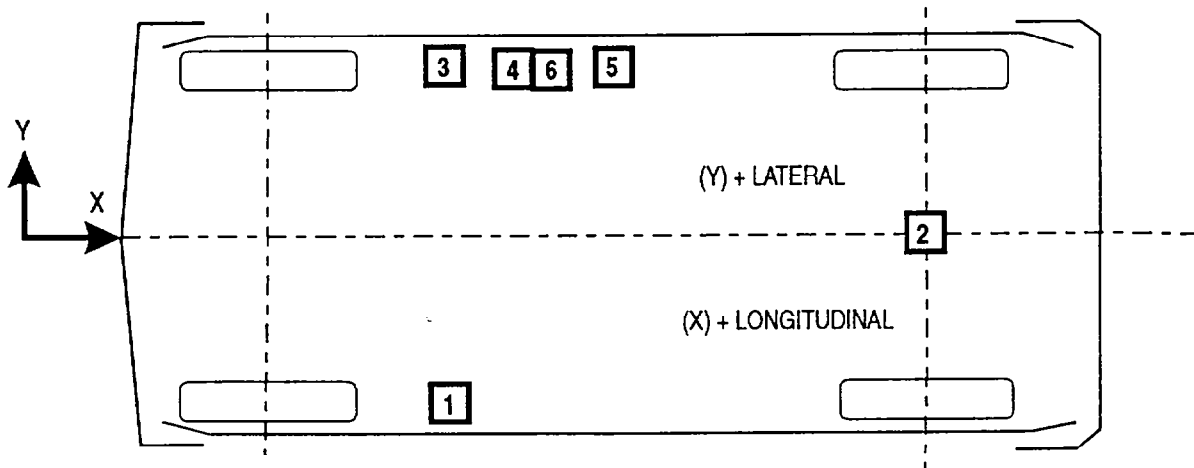 3 4 6 5
Y
(Y) + LATERAL
X
2
(X) + LONGITUDINAL
1